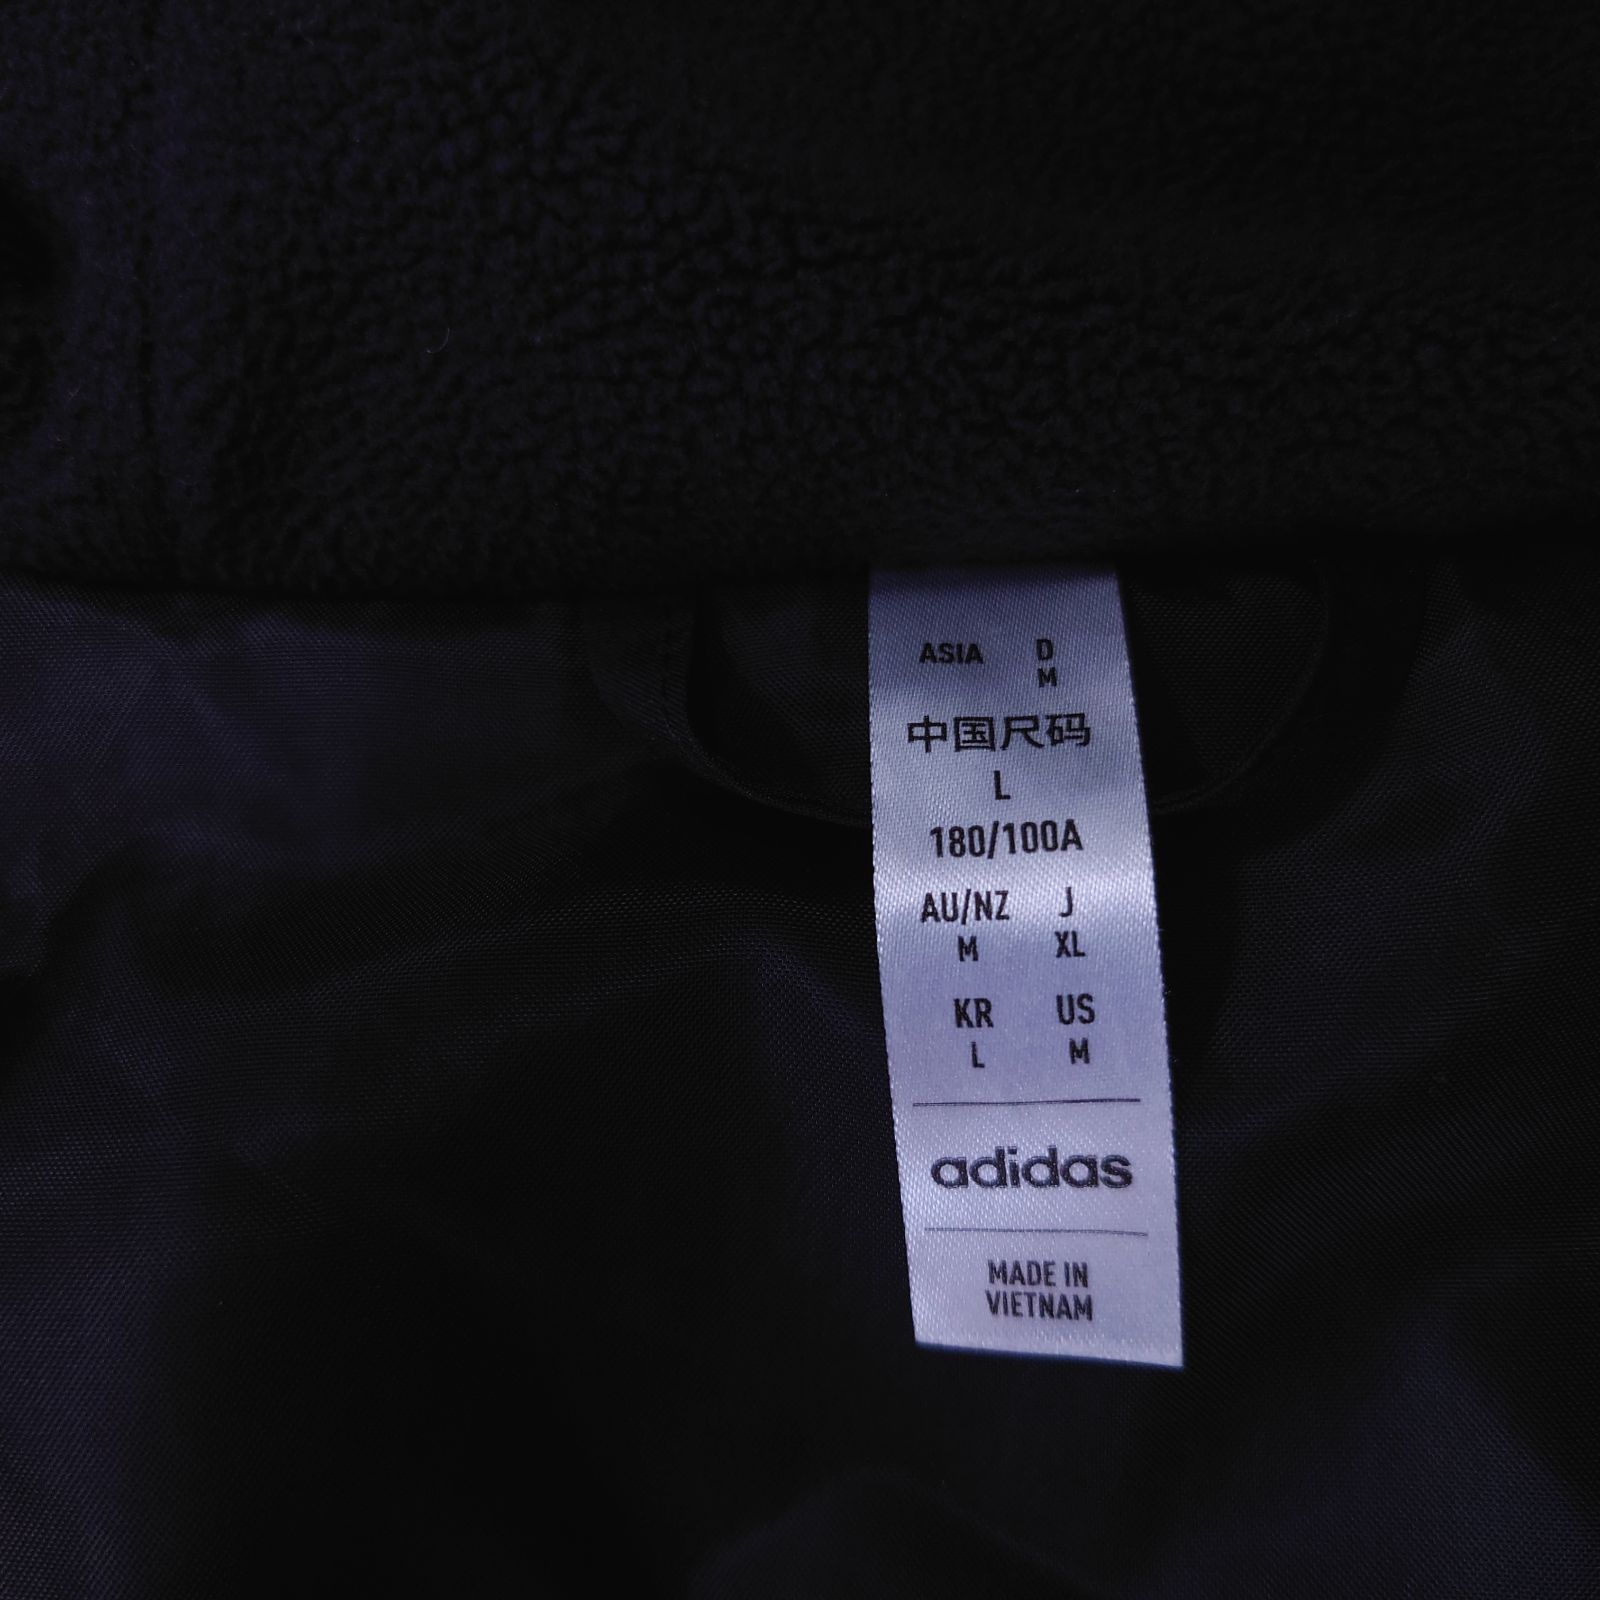 ASIA D
M
中国尺码
L
180/100A
AU/NZ J
M XL
KR US
L M
adidas
MADE IN
VIETNAM